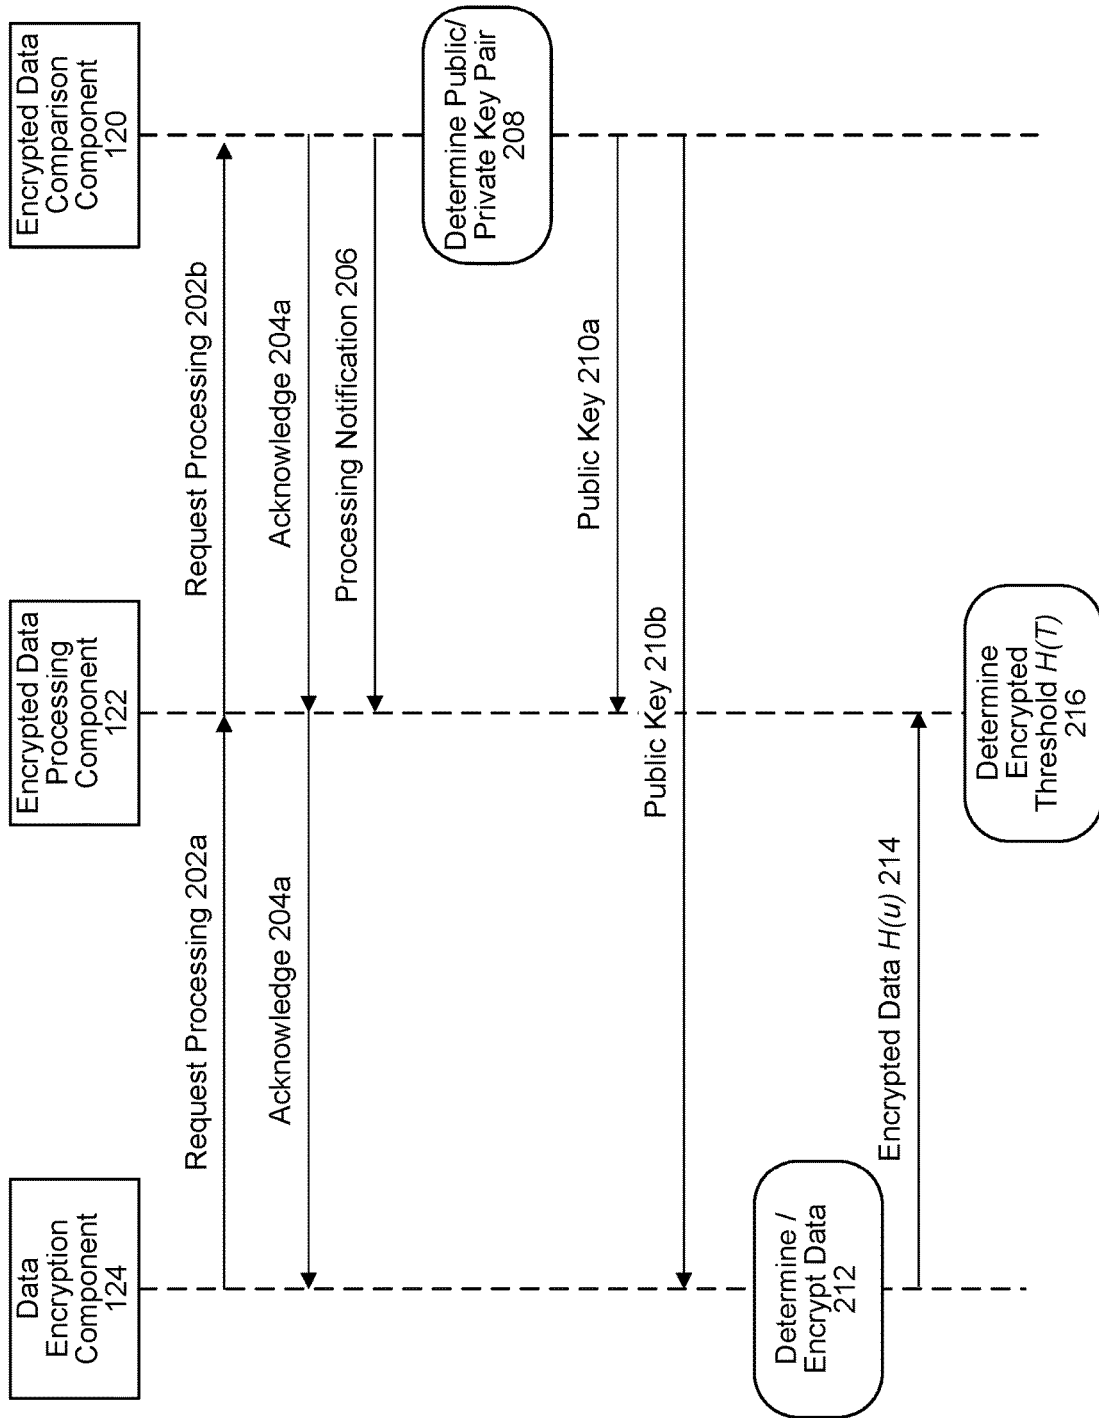 Data
Encryption
Component
124
Encrypted Data
Processing
Component
122
Encrypted Data
Comparison
Component
120
Request Processing 202a
Request Processing 202b
Acknowledge 204a
Acknowledge 204a
Processing Notification 206
Determine Public/
Private Key Pair
208
Public Key 210a
Public Key 210b
Determine /
Encrypt Data
212
Encrypted Data H(u) 214
Determine
Encrypted
Threshold H(T)
216